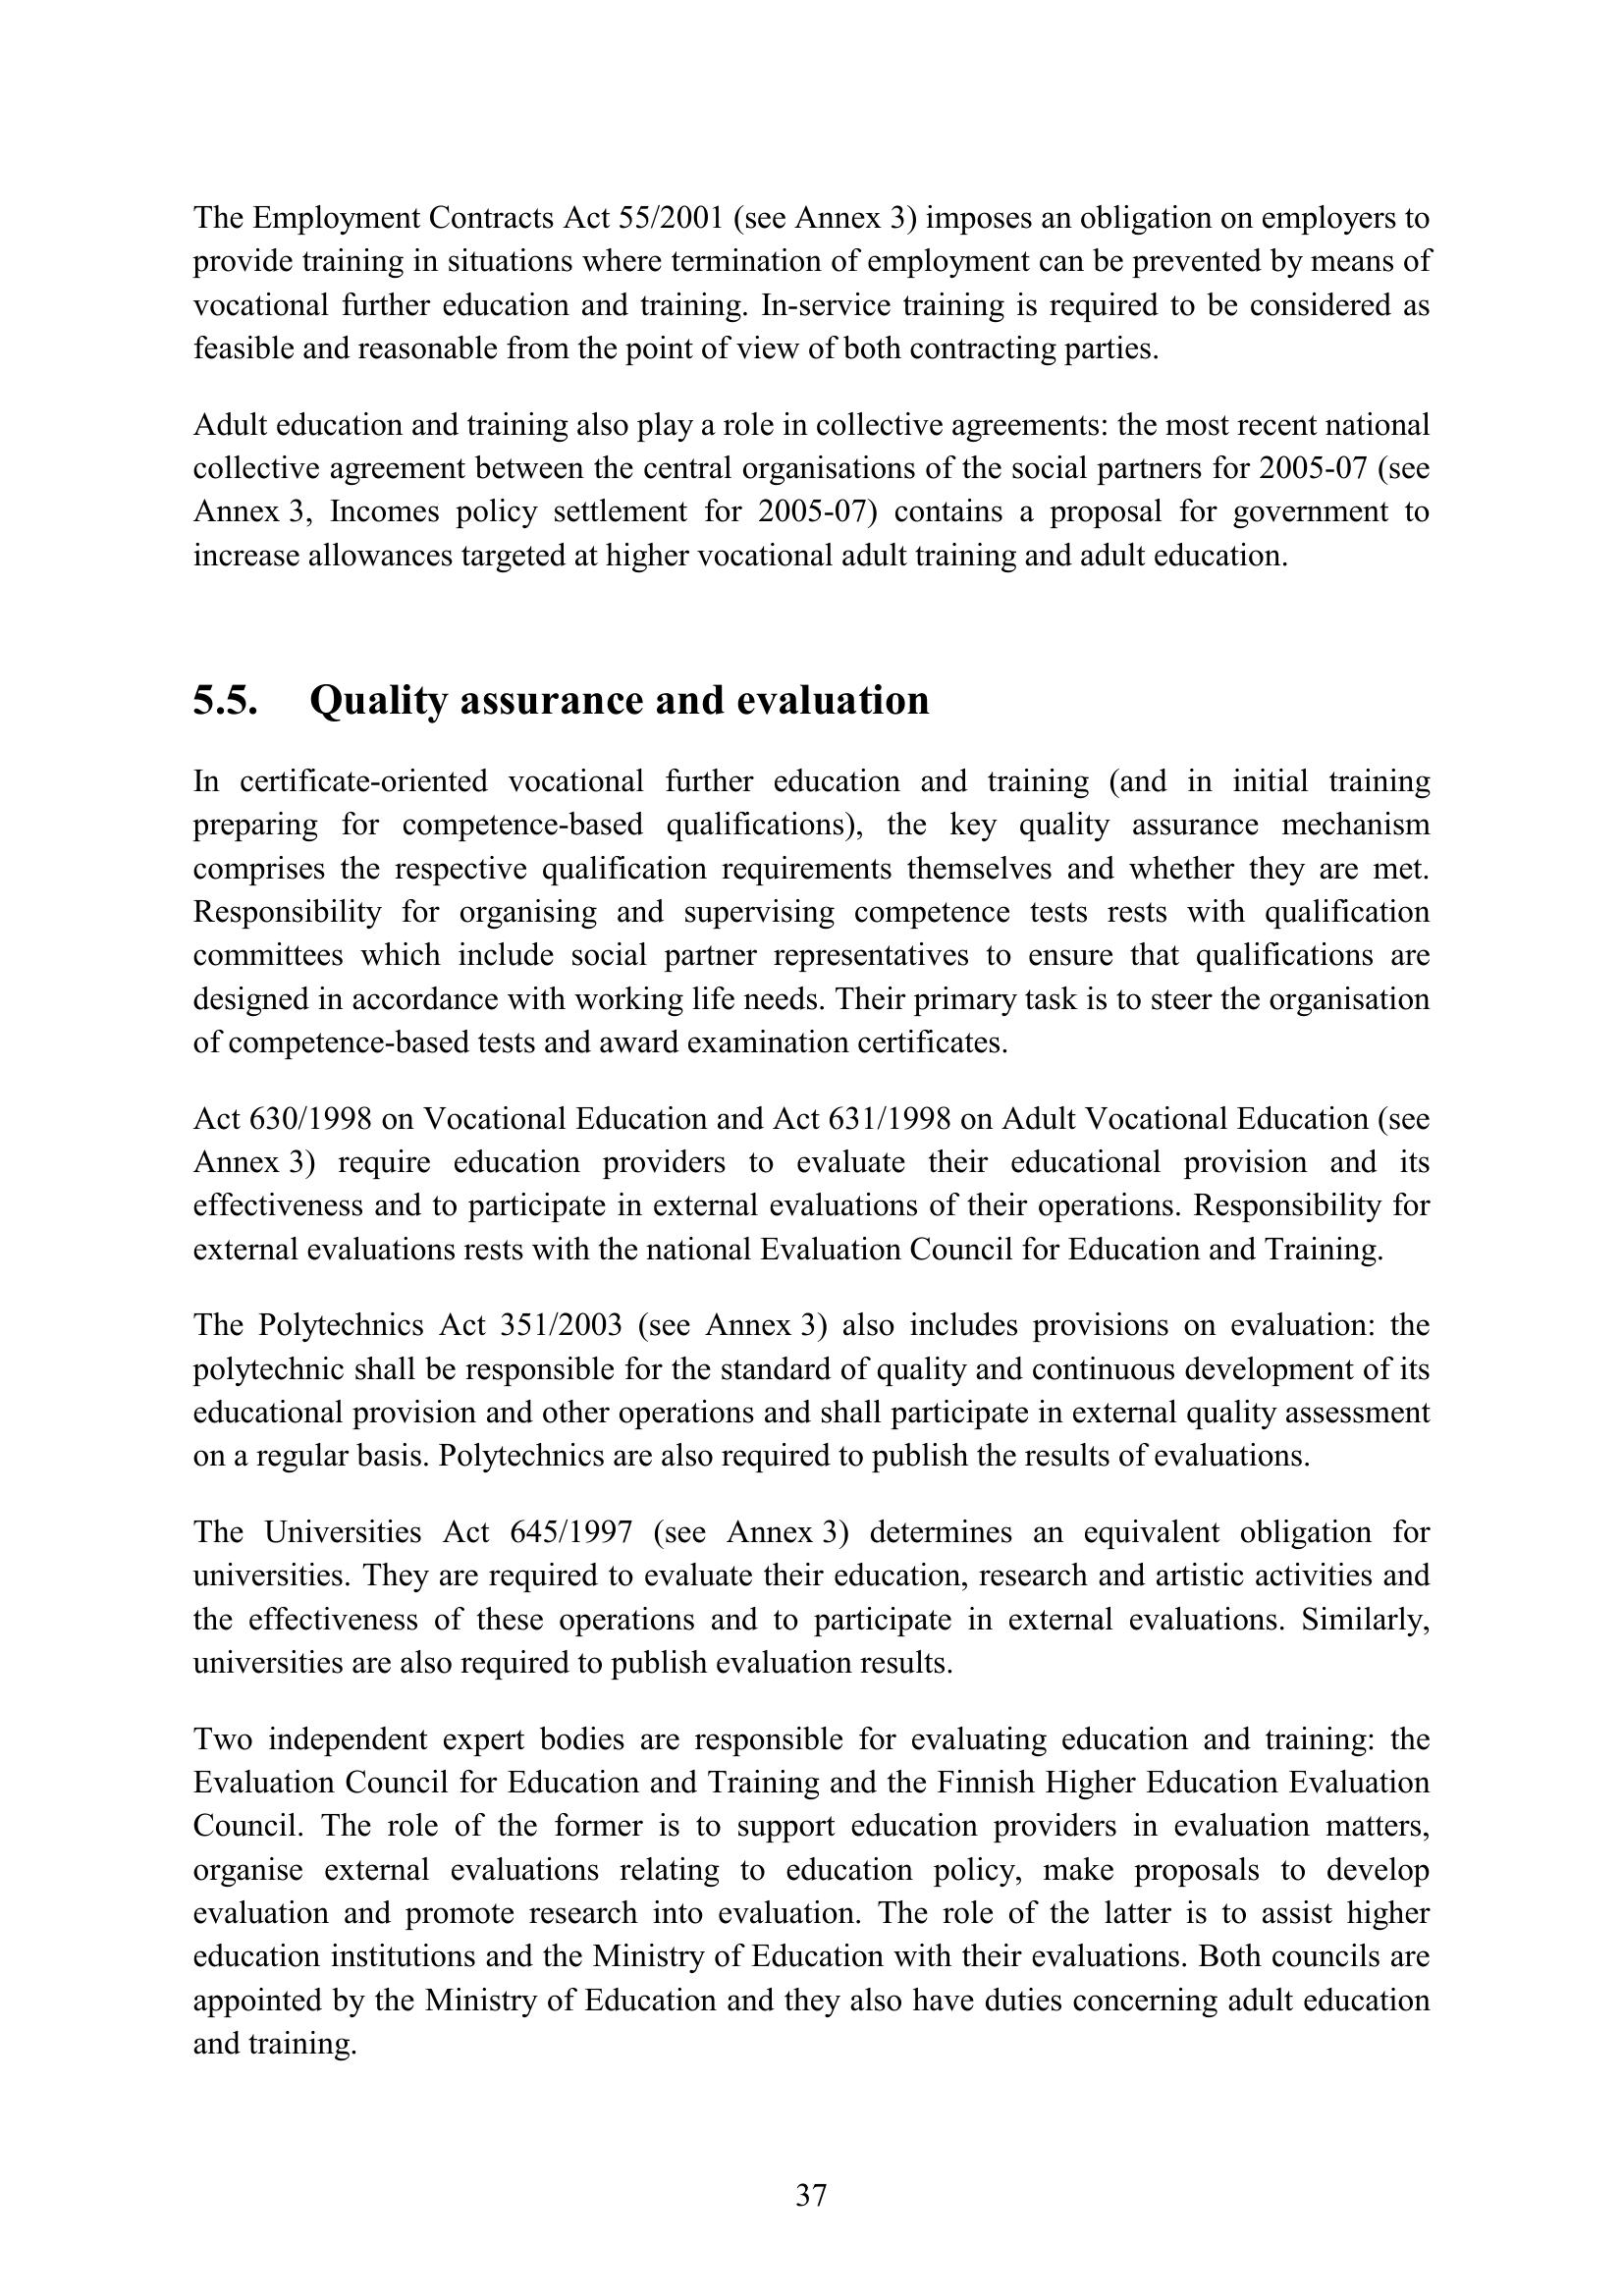 The Employment Contracts Act 55/2001 (see Annex 3) imposes an obligation on employers to
provide training in situations where termination of employment can be prevented by means of
vocational further education and training. In-service training is required to be considered as
feasible and reasonable from the point of view of both contracting parties.
Adult education and training also play a role in collective agreements: the most recent national
collective agreement between the central organisations of the social partners for 2005-07 (see
Annex 3, Incomes policy settlement for 2005-07) contains a proposal for government to
increase allowances targeted at higher vocational adult training and adult education.
5.5. Quality assurance and evaluation
In certificate-oriented vocational further education and training (and in initial training
preparing for competence-based qualifications), the key quality assurance mechanism
comprises the respective qualification requirements themselves and whether they are met.
Responsibility for organising and supervising competence tests rests with qualification
committees which include social partner representatives to ensure that qualifications are
designed in accordance with working life needs. Their primary task is to steer the organisation
of competence-based tests and award examination certificates.
Act 630/1998 on Vocational Education and Act 631/1998 on Adult Vocational Education (see
Annex 3) require education providers to evaluate their educational provision and its
effectiveness and to participate in external evaluations of their operations. Responsibility for
external evaluations rests with the national Evaluation Council for Education and Training.
The Polytechnics Act 351/2003 (see Annex 3) also includes provisions on evaluation: the
polytechnic shall be responsible for the standard of quality and continuous development of its
educational provision and other operations and shall participate in external quality assessment
on a regular basis. Polytechnics are also required to publish the results of evaluations.
The Universities Act 645/1997 (see Annex 3) determines an equivalent obligation for
universities. They are required to evaluate their education, research and artistic activities and
the effectiveness of these operations and to participate in external evaluations. Similarly,
universities are also required to publish evaluation results.
Two independent expert bodies are responsible for evaluating education and training: the
Evaluation Council for Education and Training and the Finnish Higher Education Evaluation
Council. The role of the former is to support education providers in evaluation matters,
organise external evaluations relating to education policy, make proposals to develop
evaluation and promote research into evaluation. The role of the latter is to assist higher
education institutions and the Ministry of Education with their evaluations. Both councils are
appointed by the Ministry of Education and they also have duties concerning adult education
and training.
37